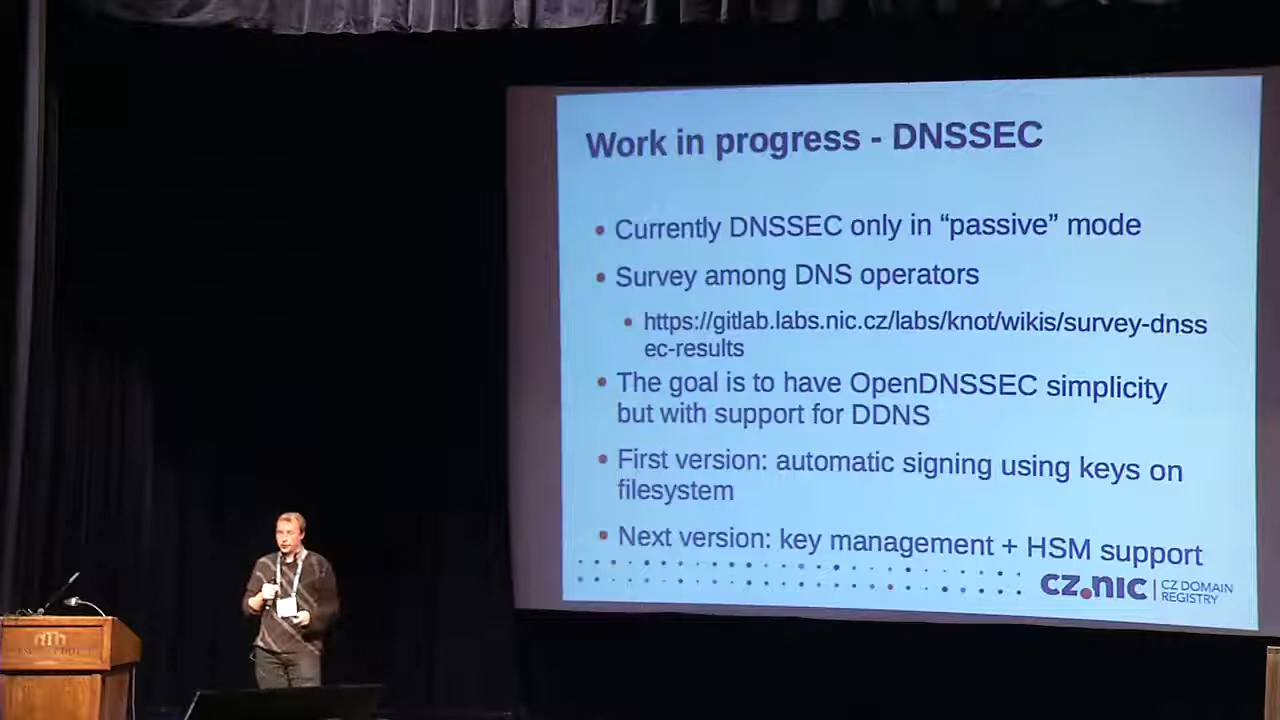 Work in progress - DNSSEC
• Currently DNSSEC only in “passive” mode
• Survey among DNS operators
• https://gitlab.labs.nic.cz/labs/knot/wikis/survey-dnss
ec-results
• The goal is to have OpenDNSSEC simplicity
but with support for DDNS
• First version: automatic signing using keys on
filesystem
• Next version: key management + HSM support
cz.nic | CZ DOMAIN
REGISTRY